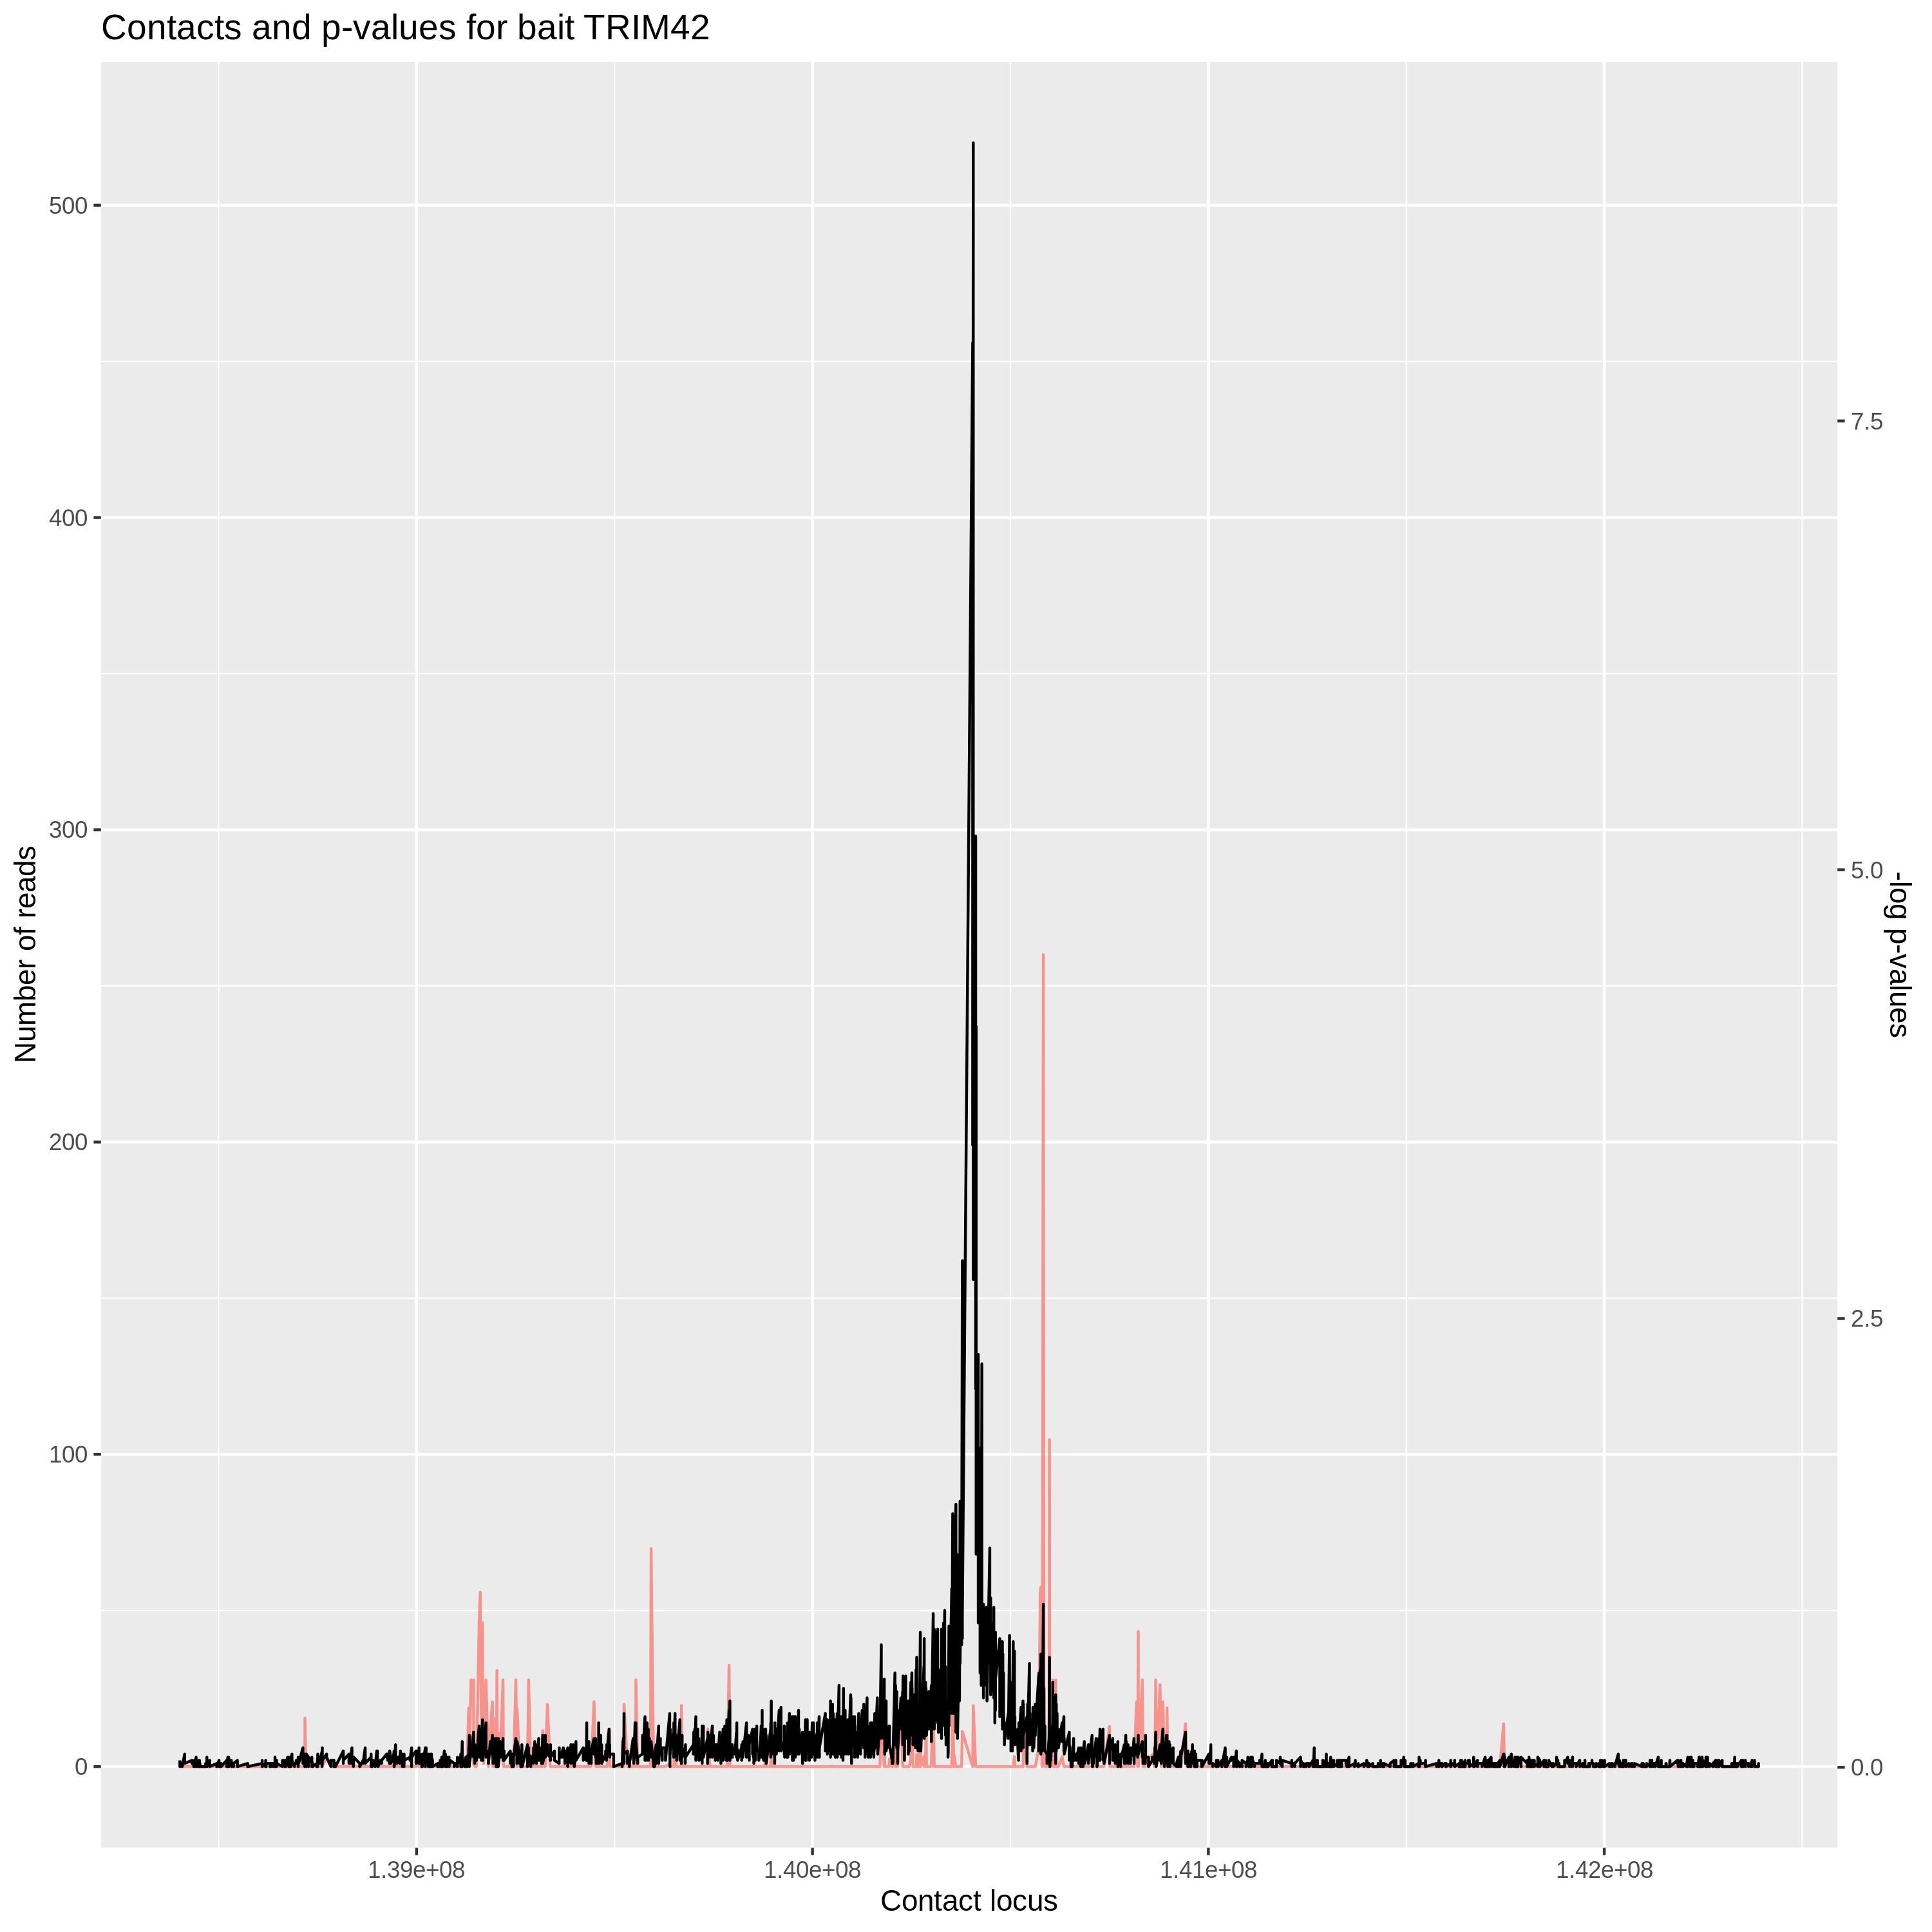 Contacts and p-values for bait TRIM42
Number of reads
500
400
300
200
100
0
7.5
5.0
2.5
0.0
-log p-values
1.39e+08
1.40e+08
1.41e+08
1.42e+08
Contact locus